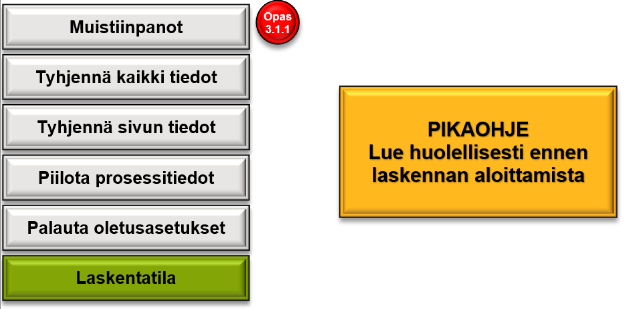 Muistiinpanot
Opas
3.1.1
Tyhjennä kaikki tiedot
Tyhjennä sivun tiedot
Piilota prosessitiedot
Palauta oletusasetukset
Laskentatila
PIKAOHJE
Lue huolellisesti ennen
laskennan aloittamista